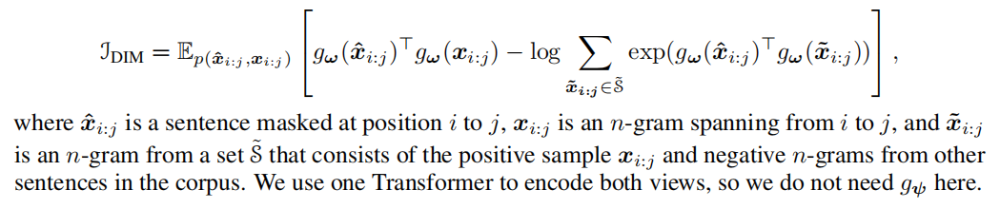 $\mathcal{I}_{\text{DIM}} = \mathbb{E}_{p(\hat{\boldsymbol{x}}_{i:j}, \boldsymbol{x}_{i:j})} \left[ g_{\boldsymbol{\omega}}(\hat{\boldsymbol{x}}_{i:j})^\top g_{\boldsymbol{\omega}}(\boldsymbol{x}_{i:j}) - \log \sum_{\tilde{\boldsymbol{x}}_{i:j} \in \tilde{\mathcal{S}}} \exp(g_{\boldsymbol{\omega}}(\hat{\boldsymbol{x}}_{i:j})^\top g_{\boldsymbol{\omega}}(\tilde{\boldsymbol{x}}_{i:j})) \right],$
where $\hat{\boldsymbol{x}}_{i:j}$ is a sentence masked at position $i$ to $j$, $\boldsymbol{x}_{i:j}$ is an $n$-gram spanning from $i$ to $j$, and $\tilde{\boldsymbol{x}}_{i:j}$
is an $n$-gram from a set $\tilde{\mathcal{S}}$ that consists of the positive sample $\boldsymbol{x}_{i:j}$ and negative $n$-grams from other
sentences in the corpus. We use one Transformer to encode both views, so we do not need $g_{\boldsymbol{\psi}}$ here.